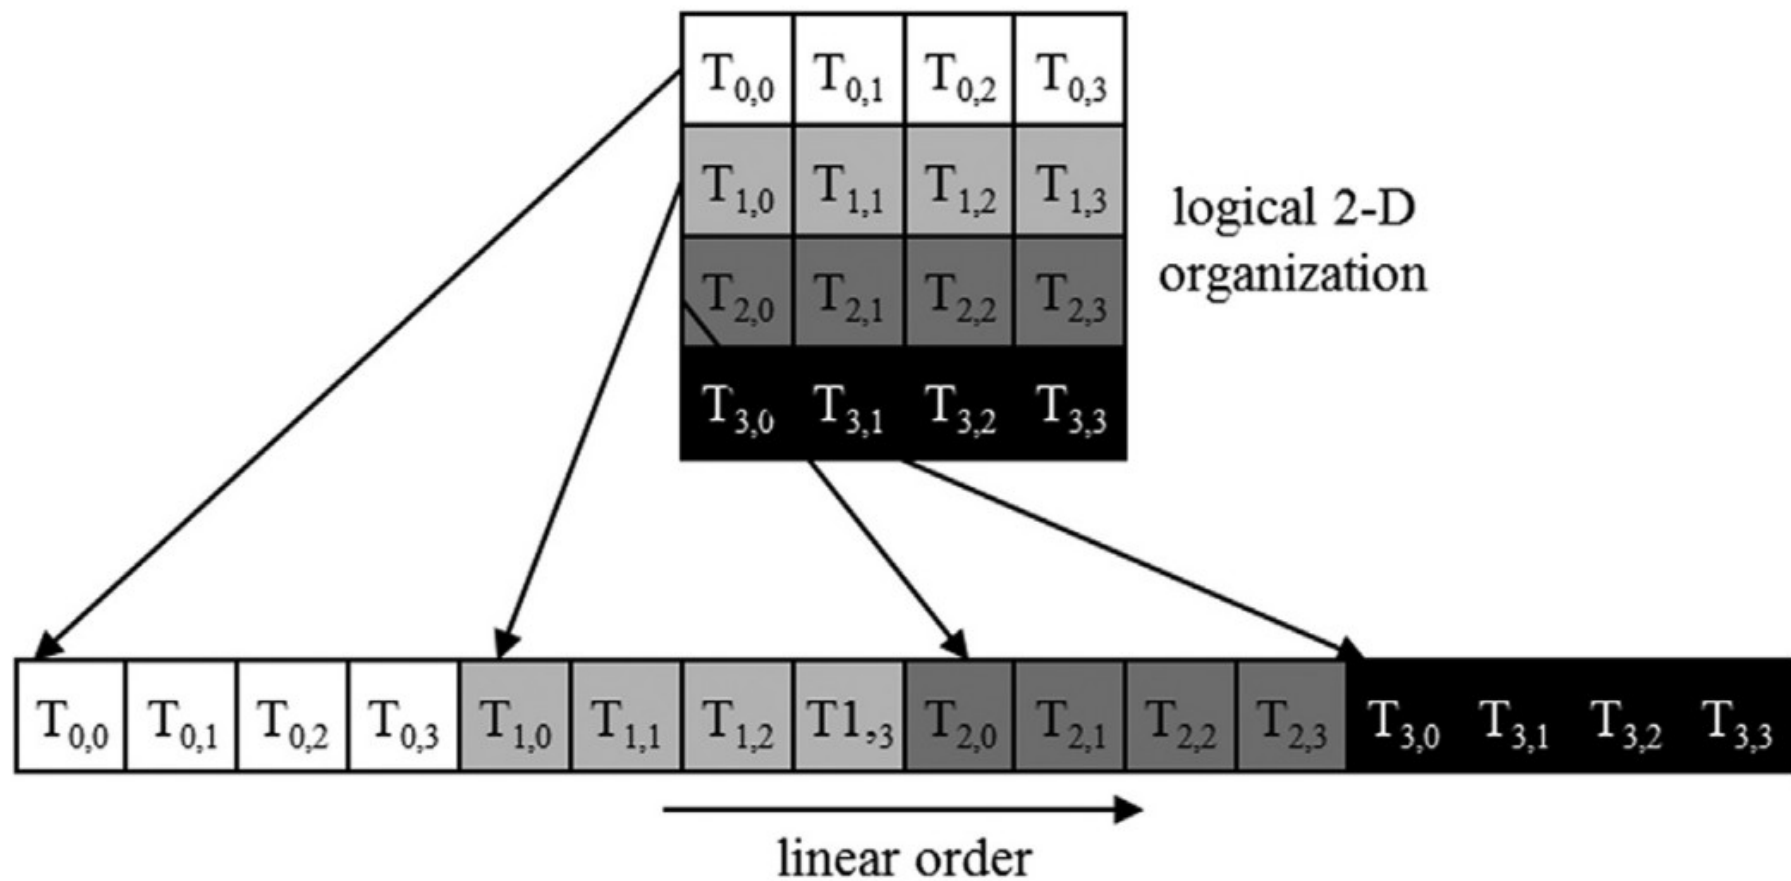 T0,0 T0,1 T0,2 T0,3
T1,0 T1,1 T1,2 T1,3
T2,0 T2,1 T2,2 T2,3
T3,0 T3,1 T3,2 T3,3
logical 2-D
organization
T0,0 T0,1 T0,2 T0,3 T1,0 T1,1 T1,2 T1,3 T2,0 T2,1 T2,2 T2,3 T3,0 T3,1 T3,2 T3,3
linear order